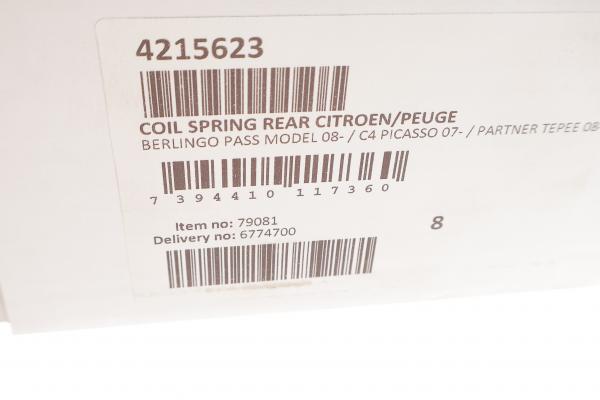 4215623
COIL SPRING REAR CITROEN/PEUGE
BERLINGO PASS MODEL 08- / C4 PICASSO 07- / PARTNER TEPEE 08-
7 394410 117360
Item no: 79081
Delivery no: 6774700
8